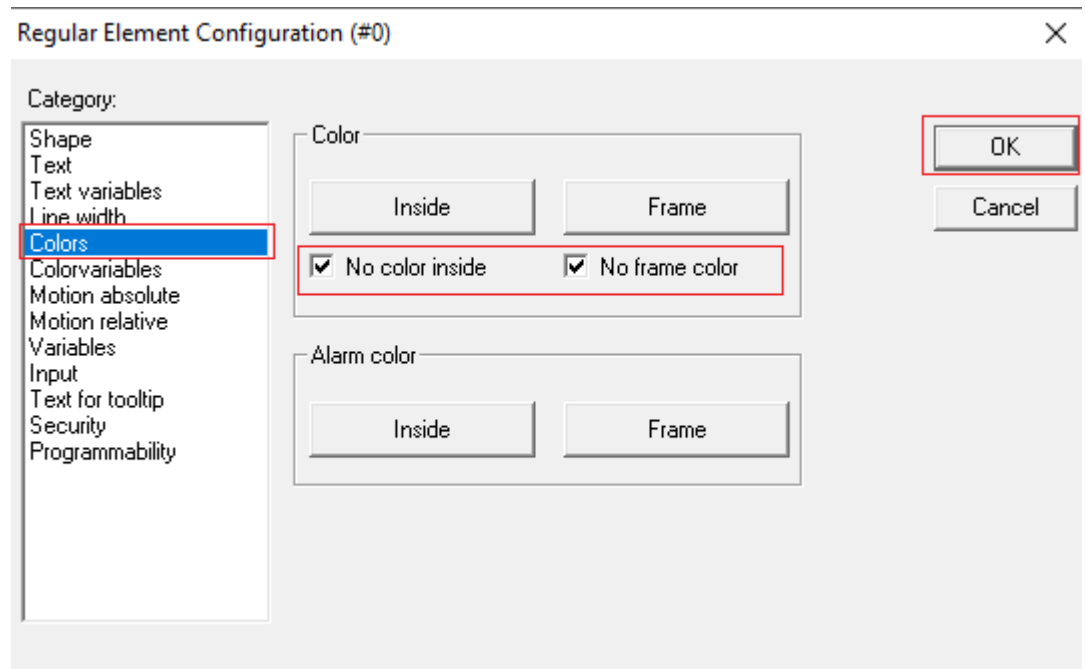 Regular Element Configuration (#0)
Category:
Shape
Text
Text variables
Line width
Colors
Colorvariables
Motion absolute
Motion relative
Variables
Input
Text for tooltip
Security
Programmability
Color
Inside Frame
No color inside No frame color
Alarm color
Inside Frame
OK
Cancel